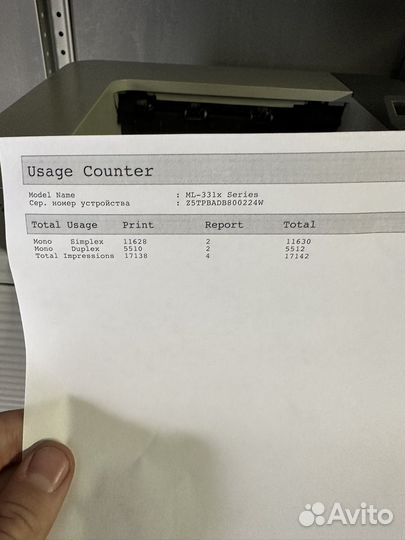 Usage Counter
Model Name : ML-331x Series
Сер. номер устройства : Z5TPBADB800224W
Total Usage Print Report Total
Mono Simplex 11628 2 11630
Mono Duplex 5510 2 5512
Total Impressions 17138 4 17142
Avito